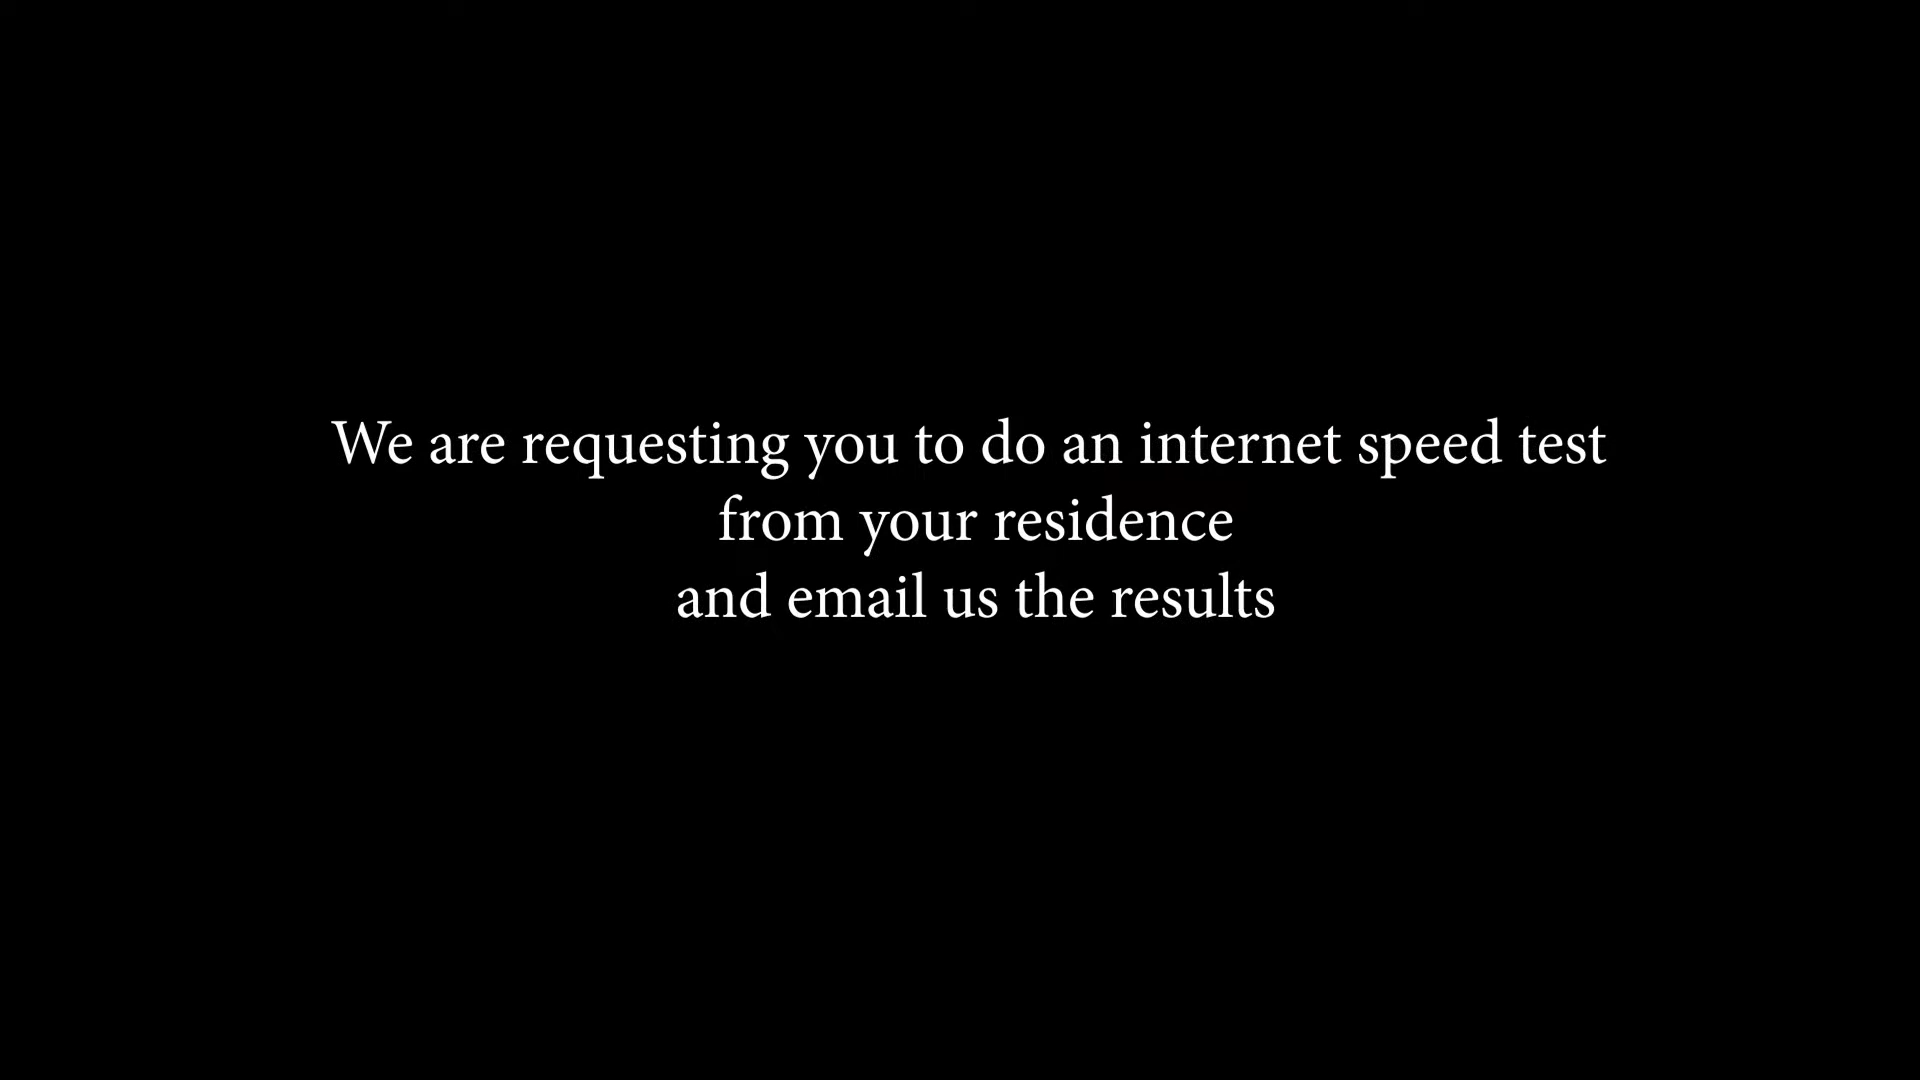 We are requesting you to do an internet speed test
from your residence
and email us the results